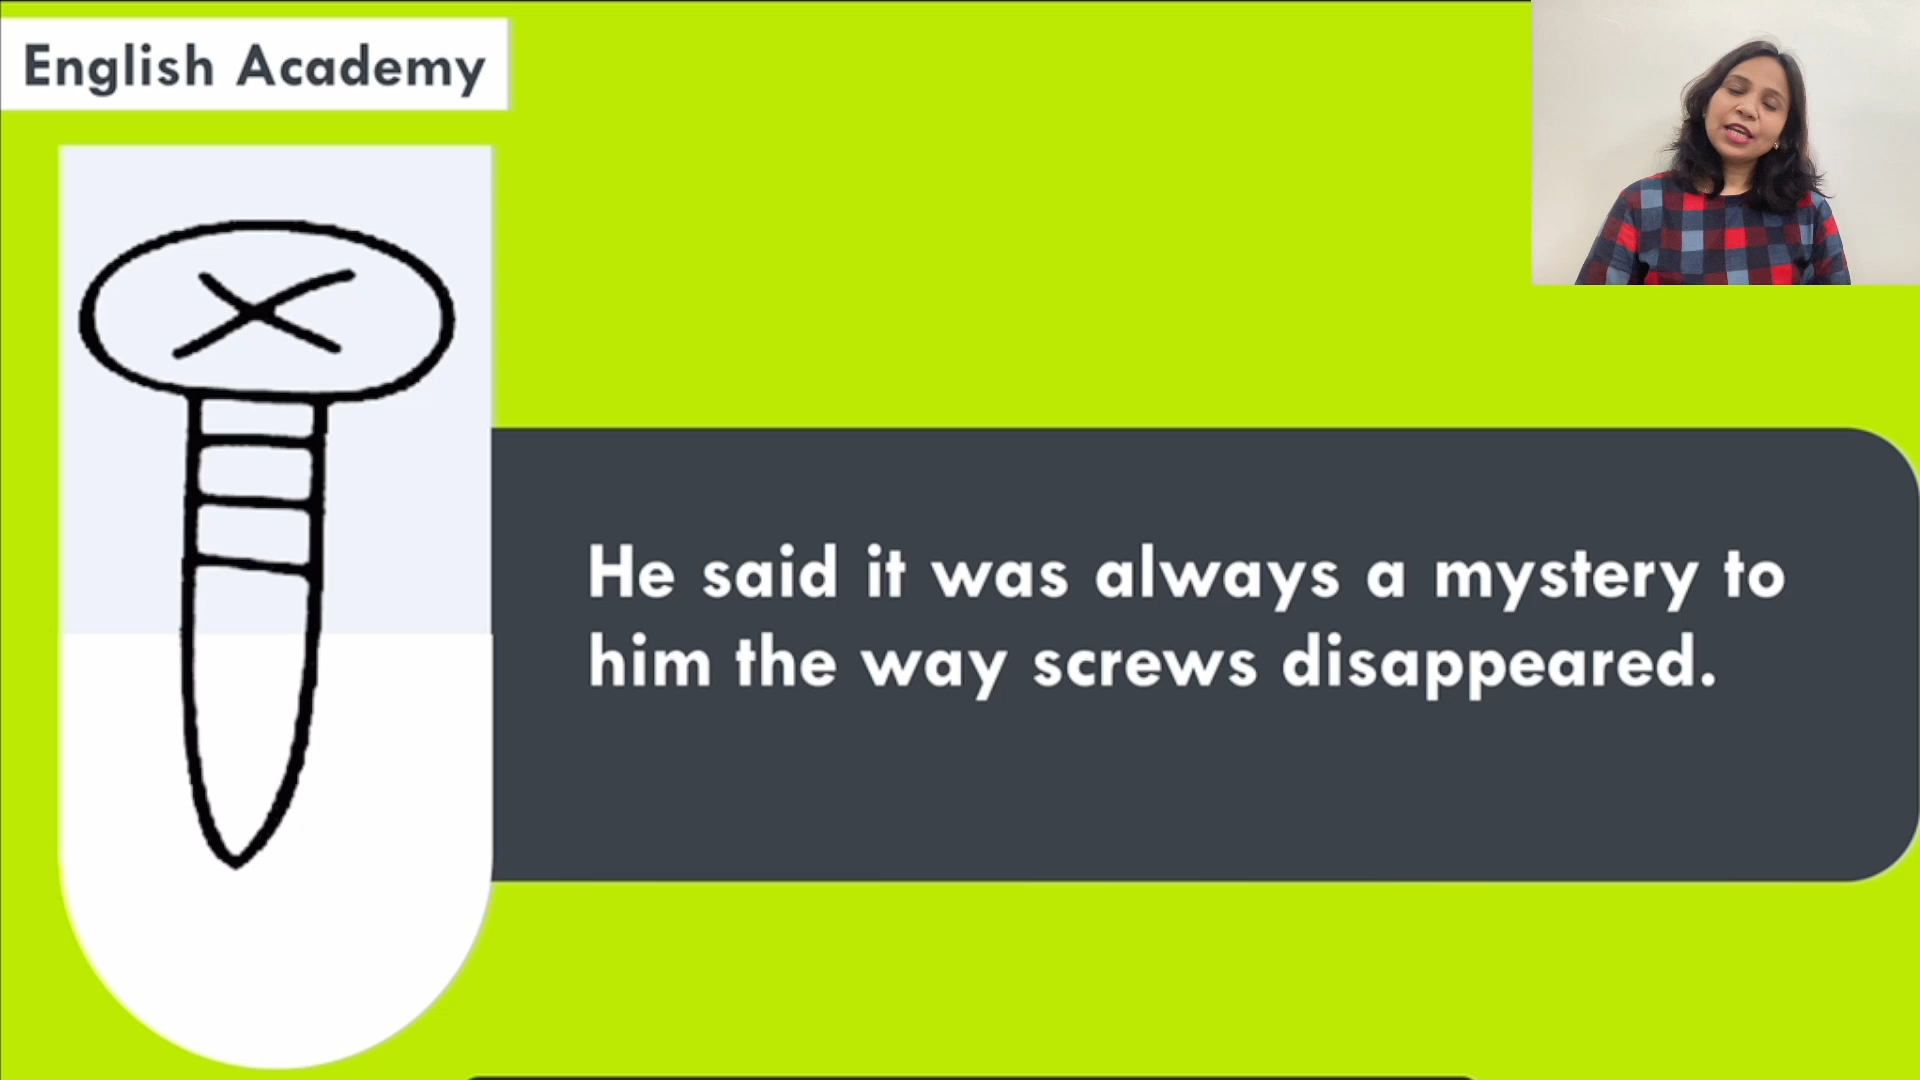 English Academy
He said it was always a mystery to
him the way screws disappeared.